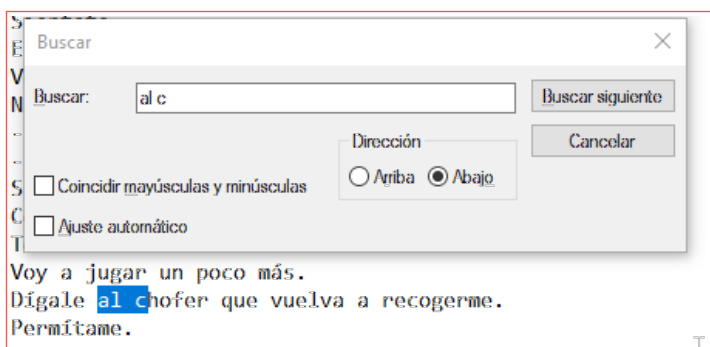 Buscar
Buscar: al c
Buscar siguiente
Dirección
Cancelar
Arriba Abajo
Coincidir mayúsculas y minúsculas
Ajuste automático
Voy a jugar un poco más.
Dígale al chofer que vuelva a recogerme.
Permítame.